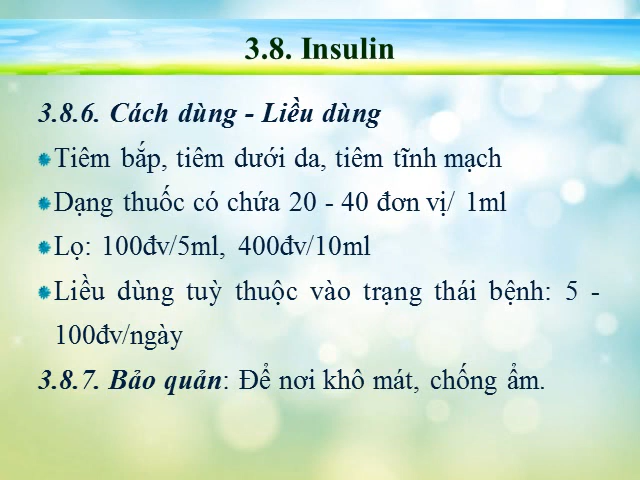 3.8. Insulin
3.8.6. Cách dùng - Liều dùng
Tiêm bắp, tiêm dưới da, tiêm tĩnh mạch
Dạng thuốc có chứa 20 - 40 đơn vị/ 1ml
Lọ: 100đv/5ml, 400đv/10ml
Liều dùng tuỳ thuộc vào trạng thái bệnh: 5 -
100đv/ngày
3.8.7. Bảo quản: Để nơi khô mát, chống ẩm.